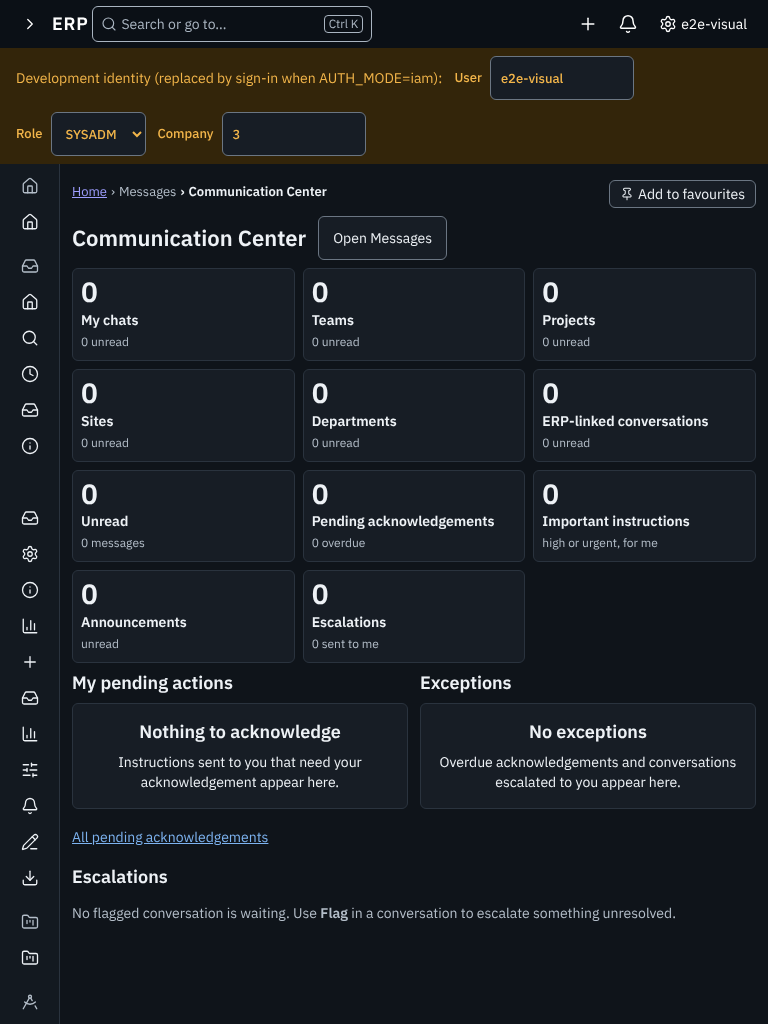 ERP
Search or go to...
Ctrl K
e2e-visual
Development identity (replaced by sign-in when AUTH_MODE=iam):
User
e2e-visual
Role
SYSADM
Company
3
Home › Messages › Communication Center
Add to favourites
Communication Center
Open Messages
0
My chats
0 unread
0
Teams
0 unread
0
Projects
0 unread
0
Sites
0 unread
0
Departments
0 unread
0
ERP-linked conversations
0 unread
0
Unread
0 messages
0
Pending acknowledgements
0 overdue
0
Important instructions
high or urgent, for me
0
Announcements
unread
0
Escalations
0 sent to me
My pending actions
Nothing to acknowledge
Instructions sent to you that need your
acknowledgement appear here.
Exceptions
No exceptions
Overdue acknowledgements and conversations
escalated to you appear here.
All pending acknowledgements
Escalations
No flagged conversation is waiting. Use Flag in a conversation to escalate something unresolved.